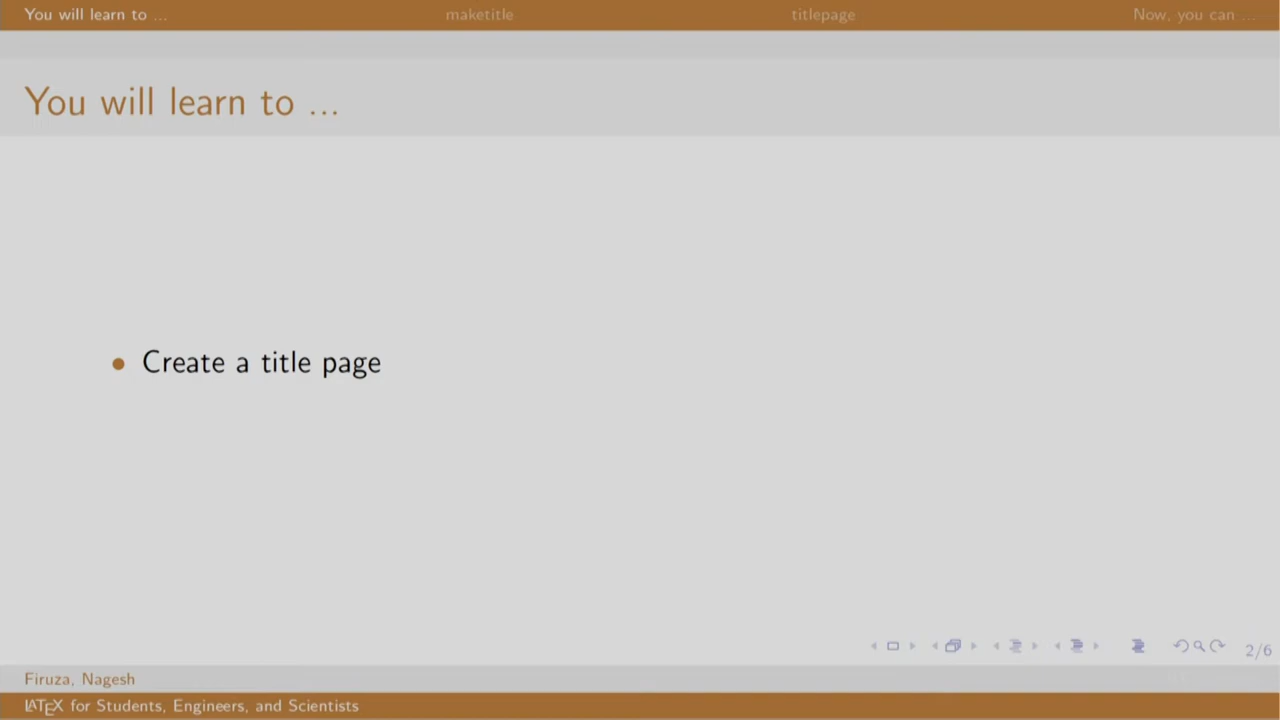 You will learn to ...
maketitle
titlepage
Now, you can ...
You will learn to ...
• Create a title page
2/6
Firuza, Nagesh
LATEX for Students, Engineers, and Scientists